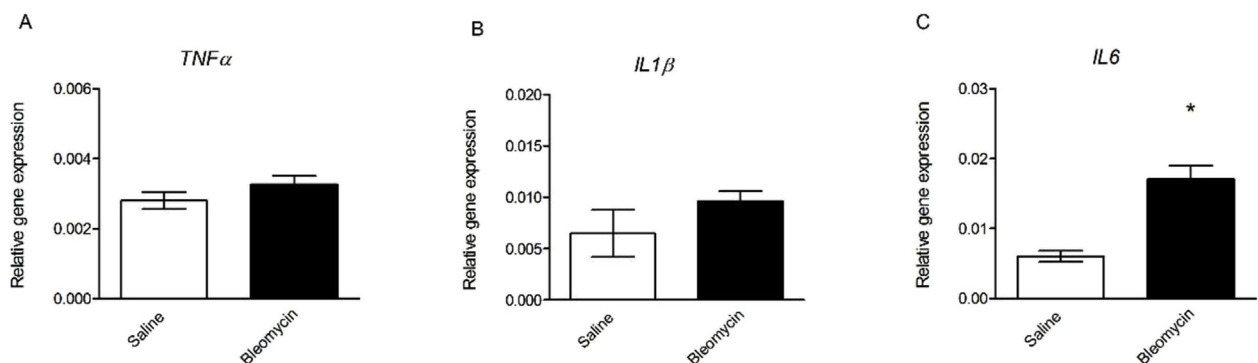 A
TNFα
Relative gene expression
0.006
0.004
0.002
0.000
Saline
Bleomycin
B
IL1β
Relative gene expression
0.020
0.015
0.010
0.005
0.000
Saline
Bleomycin
C
IL6
Relative gene expression
0.03
0.02
0.01
0.00
*
Saline
Bleomycin